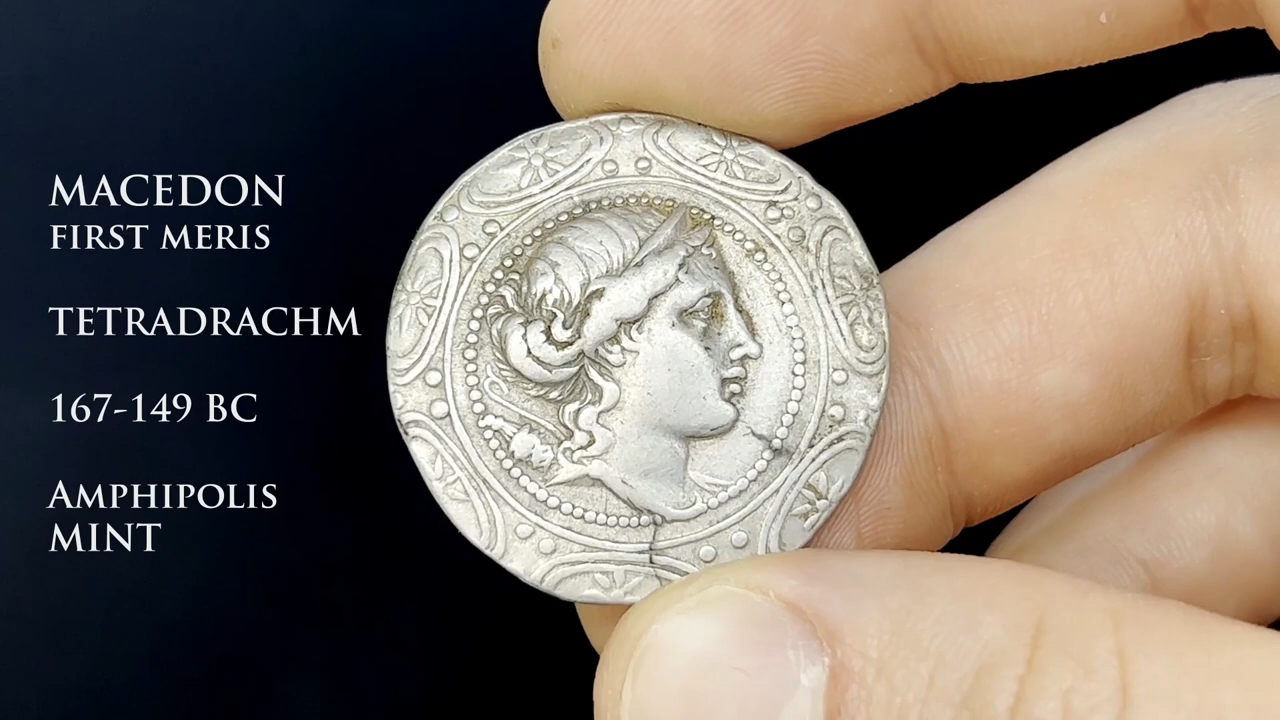 MACEDON
FIRST MERIS
TETRADRACHM
167-149 BC
AMPHIPOLIS
MINT